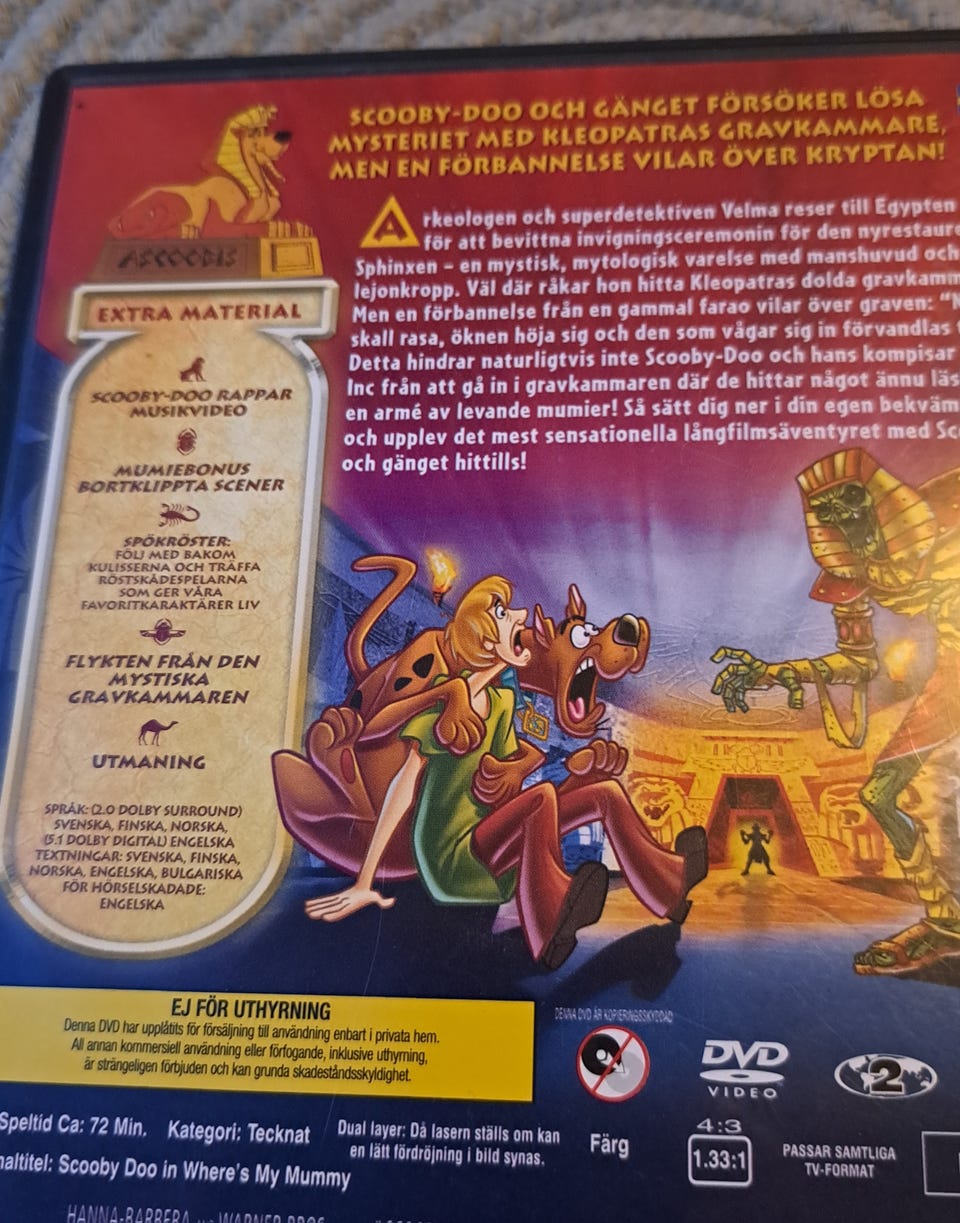 SCOOBY-DOO OCH GÄNGET FÖRSÖKER LÖSA
MYSTERIET MED KLEOPATRAS GRAVKAMMARE,
MEN EN FÖRBANNELSE VILAR ÖVER KRYPTAN!
Arkeologen och superdetektiven Velma reser till Egypten
för att bevittna invigningsceremonin för den nyrestaure
Sphinxen – en mystisk, mytologisk varelse med manshuvud och
lejonkropp. Väl där råkar hon hitta Kleopatras dolda gravkamm
Men en förbannelse från en gammal farao vilar över graven: "N
skall rasa, öknen höja sig och den som vågar sig in förvandlas
Detta hindrar naturligtvis inte Scooby-Doo och hans kompisar
Inc från att gå in i gravkammaren där de hittar något ännu läs
en armé av levande mumier! Så sätt dig ner i din egen bekväm
och upplev det mest sensationella långfilmsäventyret med Sco
och gänget hittills!
ASCOOBIS
EXTRA MATERIAL
SCOOBY-DOO RAPPAR
MUSIKVIDEO
MUMIEBONUS
BORTKLIPPTA SCENER
SPÖKRÖSTER:
FÖLJ MED BAKOM
KULISSERNA OCH TRÄFFA
RÖSTSKÅDESPELARNA
SOM GER VÅRA
FAVORITKARAKTÄRER LIV
FLYKTEN FRÅN DEN
MYSTISKA
GRAVKAMMAREN
UTMANING
SPRÅK: (2.0 DOLBY SURROUND)
SVENSKA, FINSKA, NORSKA,
(5.1 DOLBY DIGITAL) ENGELSKA
TEXTNINGAR: SVENSKA, FINSKA,
NORSKA, ENGELSKA, BULGARISKA
FÖR HÖRSELSKADADE:
ENGELSKA
EJ FÖR UTHYRNING
Denna DVD har upplåtits för försäljning till användning enbart i privata hem.
All annan kommersiell användning eller förfogande, inklusive uthyrning,
är strängeligen förbjuden och kan grunda skadeståndsskyldighet.
DENNA DVD ÄR KOPIERINGSSKYDDAD
DVD
VIDEO
2
Speltid Ca: 72 Min. Kategori: Tecknat
Dual layer: Då lasern ställs om kan
en lätt fördröjning i bild synas.
Färg
4:3
1.33:1
PASSAR SAMTLIGA
TV-FORMAT
naltitel: Scooby Doo in Where's My Mummy
HANNA-BARBERA
WARNER BROS